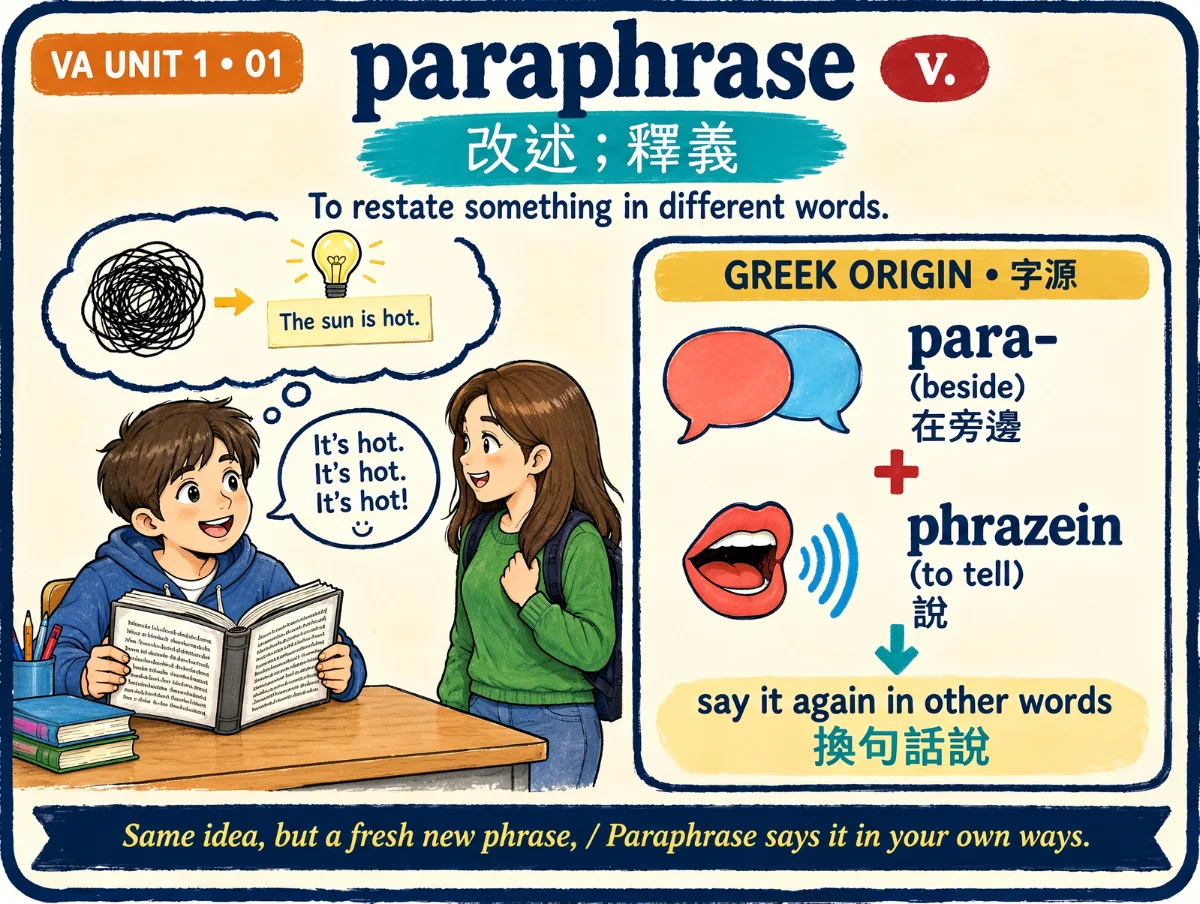 VA UNIT 1 • 01
paraphrase v.
改述；釋義
To restate something in different words.
The sun is hot.
It's hot.
It's hot.
It's hot!
GREEK ORIGIN • 字源
para-
(beside)
在旁邊
+
phrazein
(to tell)
說
say it again in other words
換句話說
Same idea, but a fresh new phrase, / Paraphrase says it in your own ways.